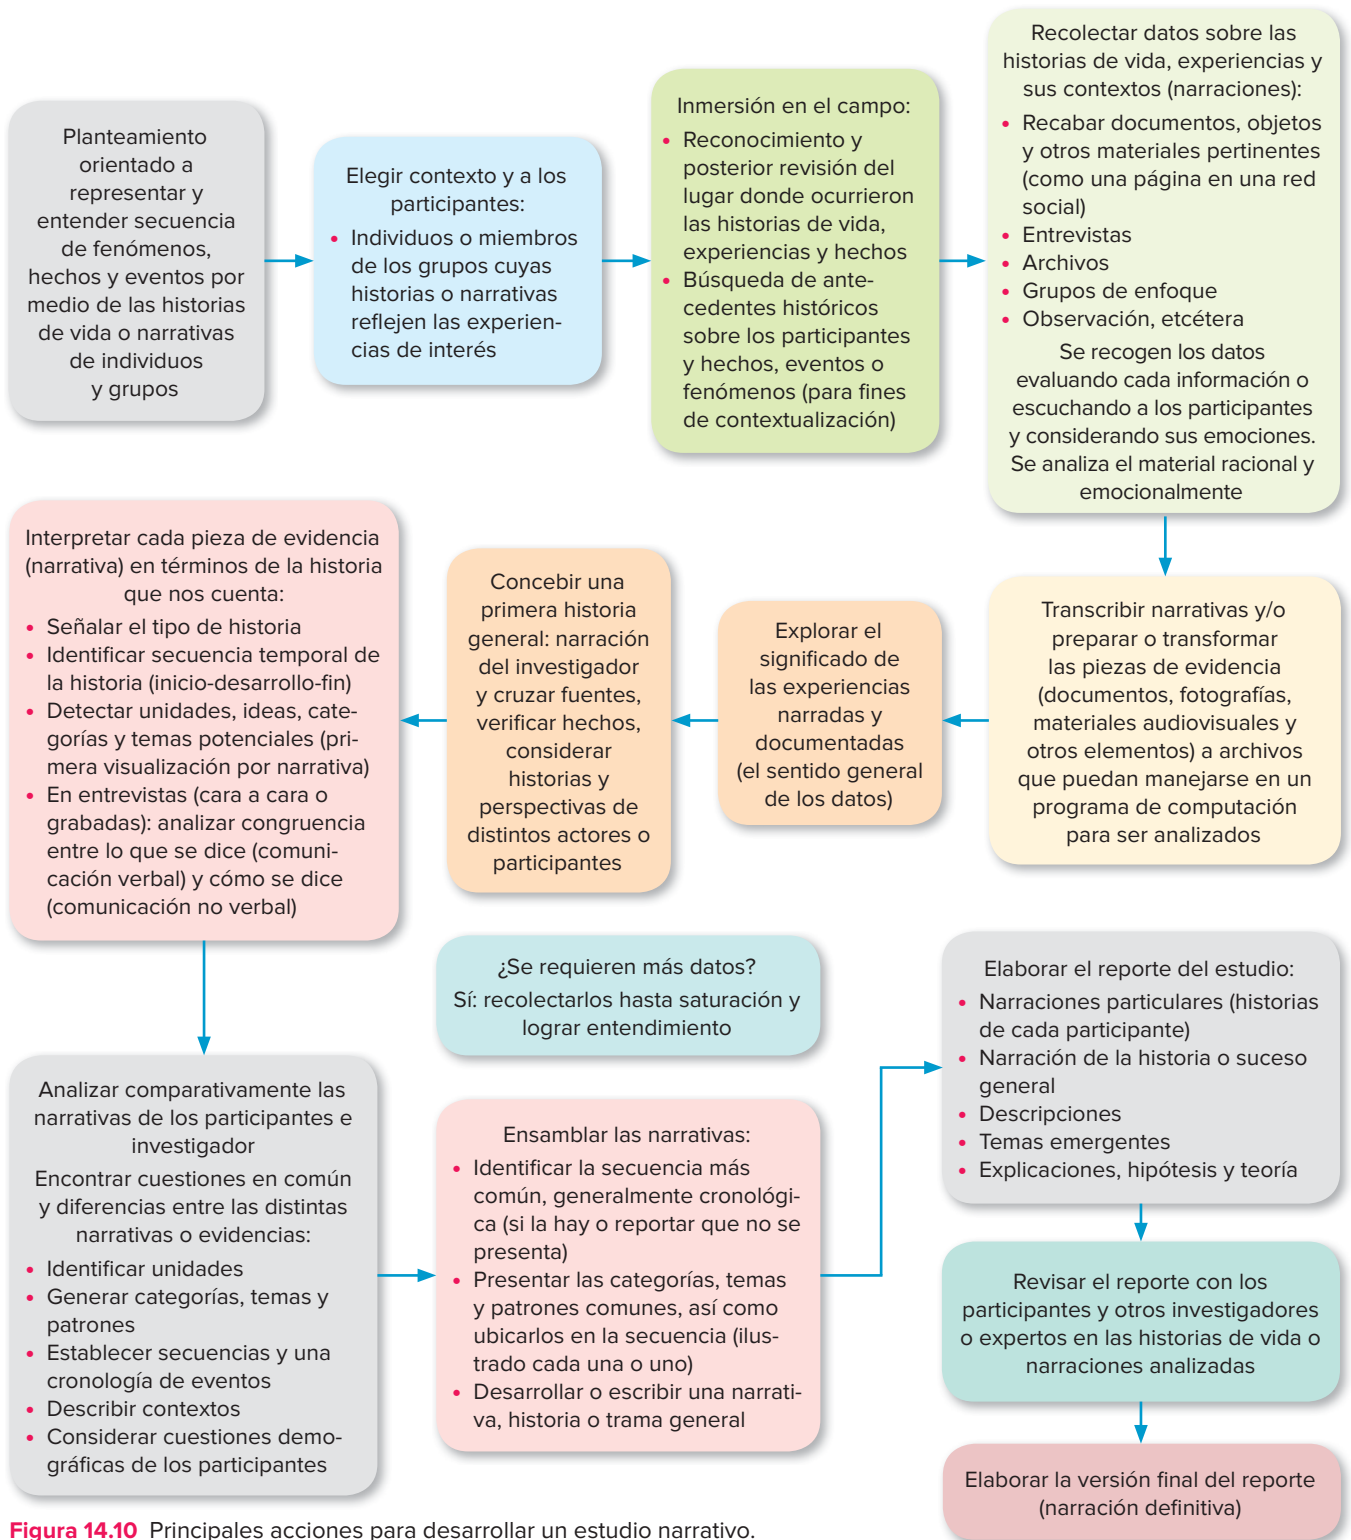 Planteamiento
orientado a
representar y
entender secuencia
de fenómenos,
hechos y eventos por
medio de las historias
de vida o narrativas
de individuos
y grupos
Elegir contexto y a los
participantes:
• Individuos o miembros
de los grupos cuyas
historias o narrativas
reflejen las experien-
cias de interés
Inmersión en el campo:
• Reconocimiento y
posterior revisión del
lugar donde ocurrieron
las historias de vida,
experiencias y hechos
• Búsqueda de ante-
cedentes históricos
sobre los participantes
y hechos, eventos o
fenómenos (para fines
de contextualización)
Recolectar datos sobre las
historias de vida, experiencias y
sus contextos (narraciones):
• Recabar documentos, objetos
y otros materiales pertinentes
(como una página en una red
social)
• Entrevistas
• Archivos
• Grupos de enfoque
• Observación, etcétera
Se recogen los datos
evaluando cada información o
escuchando a los participantes
y considerando sus emociones.
Se analiza el material racional y
emocionalmente
Transcribir narrativas y/o
preparar o transformar
las piezas de evidencia
(documentos, fotografías,
materiales audiovisuales y
otros elementos) a archivos
que puedan manejarse en un
programa de computación
para ser analizados
Explorar el
significado de
las experiencias
narradas y
documentadas
(el sentido general
de los datos)
Concebir una
primera historia
general: narración
del investigador
y cruzar fuentes,
verificar hechos,
considerar
historias y
perspectivas de
distintos actores o
participantes
Interpretar cada pieza de evidencia
(narrativa) en términos de la historia
que nos cuenta:
• Señalar el tipo de historia
• Identificar secuencia temporal de
la historia (inicio-desarrollo-fin)
• Detectar unidades, ideas, cate-
gorías y temas potenciales (pri-
mera visualización por narrativa)
• En entrevistas (cara a cara o
grabadas): analizar congruencia
entre lo que se dice (comuni-
cación verbal) y cómo se dice
(comunicación no verbal)
Analizar comparativamente las
narrativas de los participantes e
investigador
Encontrar cuestiones en común
y diferencias entre las distintas
narrativas o evidencias:
• Identificar unidades
• Generar categorías, temas y
patrones
• Establecer secuencias y una
cronología de eventos
• Describir contextos
• Considerar cuestiones demo-
gráficas de los participantes
¿Se requieren más datos?
Sí: recolectarlos hasta saturación y
lograr entendimiento
Ensamblar las narrativas:
• Identificar la secuencia más
común, generalmente cronológi-
ca (si la hay o reportar que no se
presenta)
• Presentar las categorías, temas
y patrones comunes, así como
ubicarlos en la secuencia (ilus-
trado cada una o uno)
• Desarrollar o escribir una narrati-
va, historia o trama general
Elaborar el reporte del estudio:
• Narraciones particulares (historias
de cada participante)
• Narración de la historia o suceso
general
• Descripciones
• Temas emergentes
• Explicaciones, hipótesis y teoría
Revisar el reporte con los
participantes y otros investigadores
o expertos en las historias de vida o
narraciones analizadas
Elaborar la versión final del reporte
(narración definitiva)
Figura 14.10 Principales acciones para desarrollar un estudio narrativo.